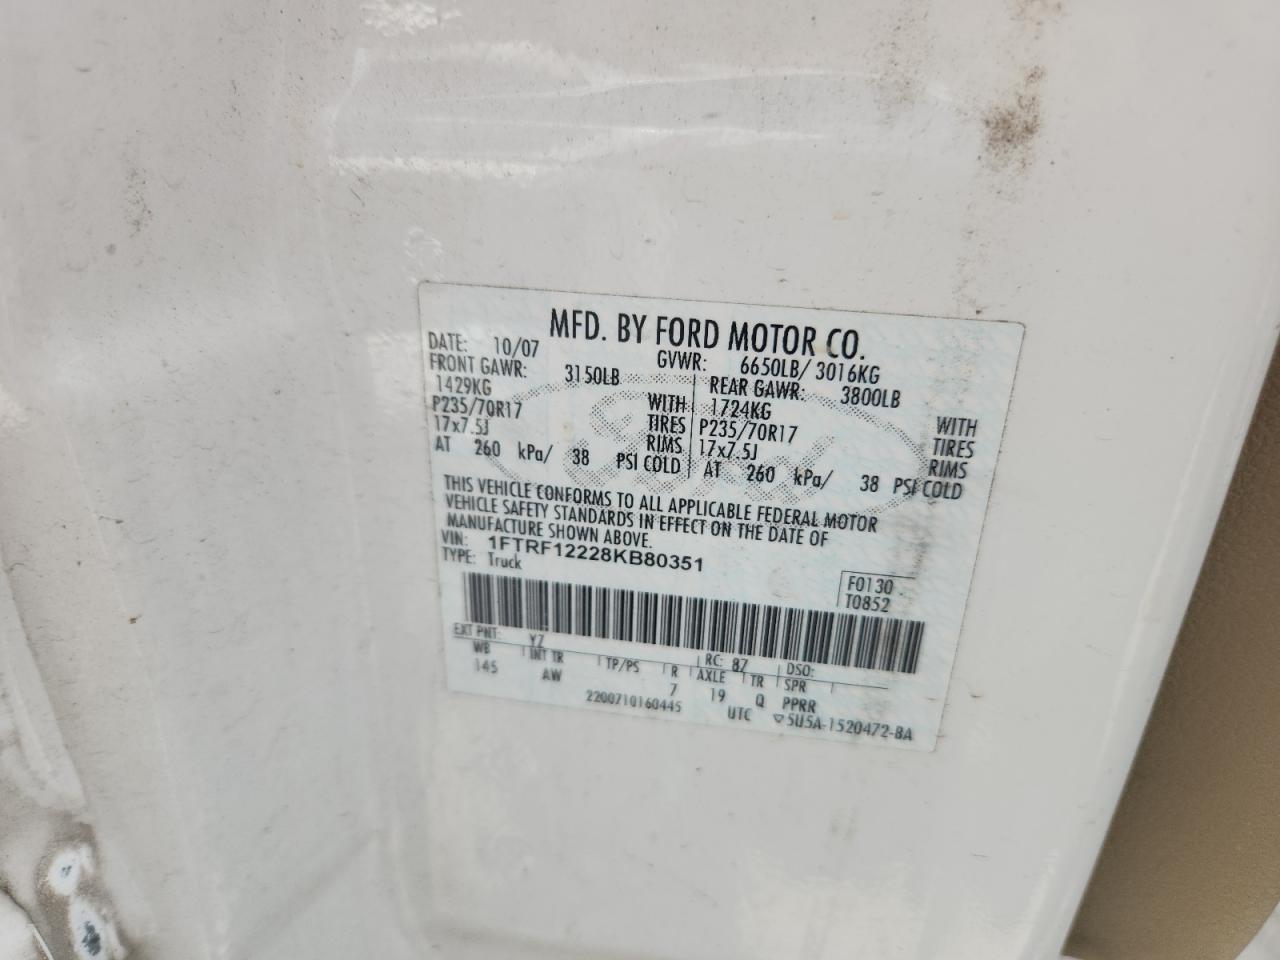 MFD. BY FORD MOTOR CO.
DATE: 10/07 GVWR: 6650LB/ 3016KG
FRONT GAWR: 3150LB REAR GAWR: 3800LB
1429KG WITH 1724KG WITH
P235/70R17 TIRES P235/70R17 TIRES
17x7.5J RIMS 17x7.5J RIMS
AT 260 kPa/ 38 PSI COLD AT 260 kPa/ 38 PSI COLD
THIS VEHICLE CONFORMS TO ALL APPLICABLE FEDERAL MOTOR
VEHICLE SAFETY STANDARDS IN EFFECT ON THE DATE OF
MANUFACTURE SHOWN ABOVE.
VIN: 1FTRF12228KB80351
TYPE: Truck
F0130
T0852
EXT PNT: YZ RC: 87 DSO:
WB INT TR TP/PS R AXLE TR SPR
145 AW 7 19 Q PPRR
2200710160445 UTC ▽5U5A-1520472-BA
Ford